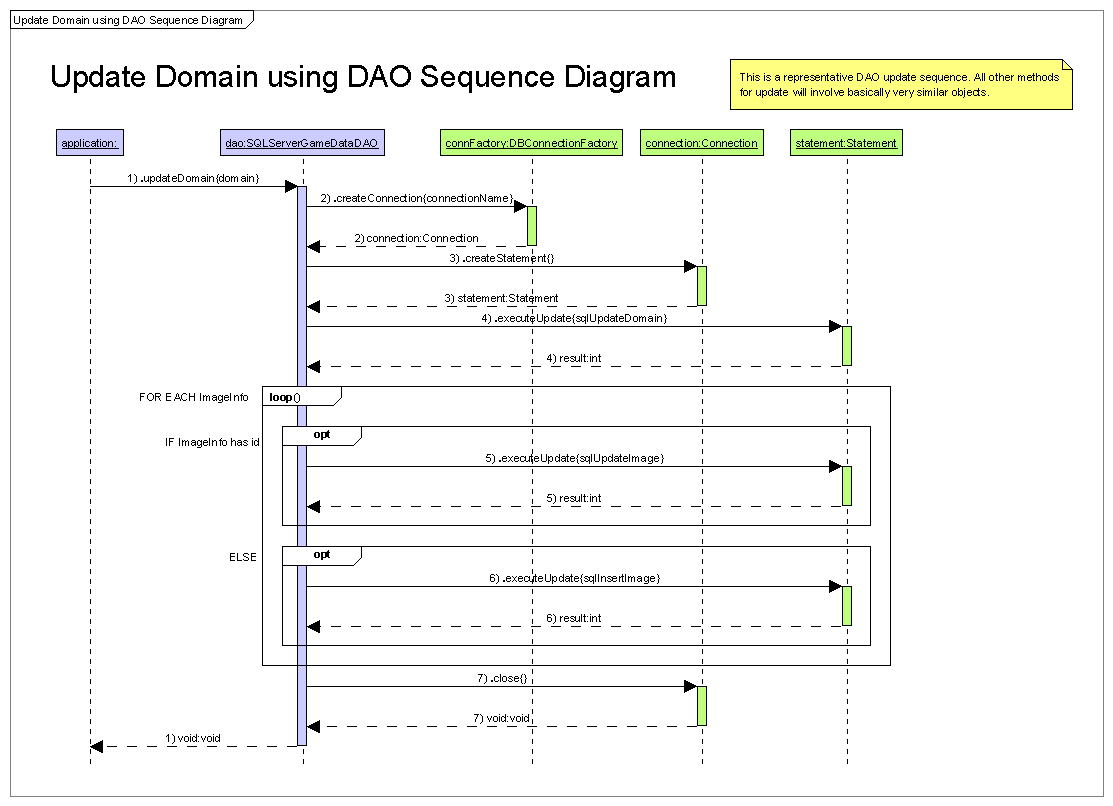 Update Domain using DAO Sequence Diagram
Update Domain using DAO Sequence Diagram
This is a representative DAO update sequence. All other methods
for update will involve basically very similar objects.
application:
dao:SQLServerGameDataDAO
connFactory:DBConnectionFactory
connection:Connection
statement:Statement
1) .updateDomain{domain}
2) .createConnection{connectionName}
2) connection:Connection
3) .createStatement{}
3) statement:Statement
4) .executeUpdate{sqlUpdateDomain}
4) result:int
FOR EACH ImageInfo
loop()
opt
IF ImageInfo has id
5) .executeUpdate{sqlUpdateImage}
5) result:int
ELSE
opt
6) .executeUpdate{sqlInsertImage}
6) result:int
7) .close{}
7) void:void
1) void:void